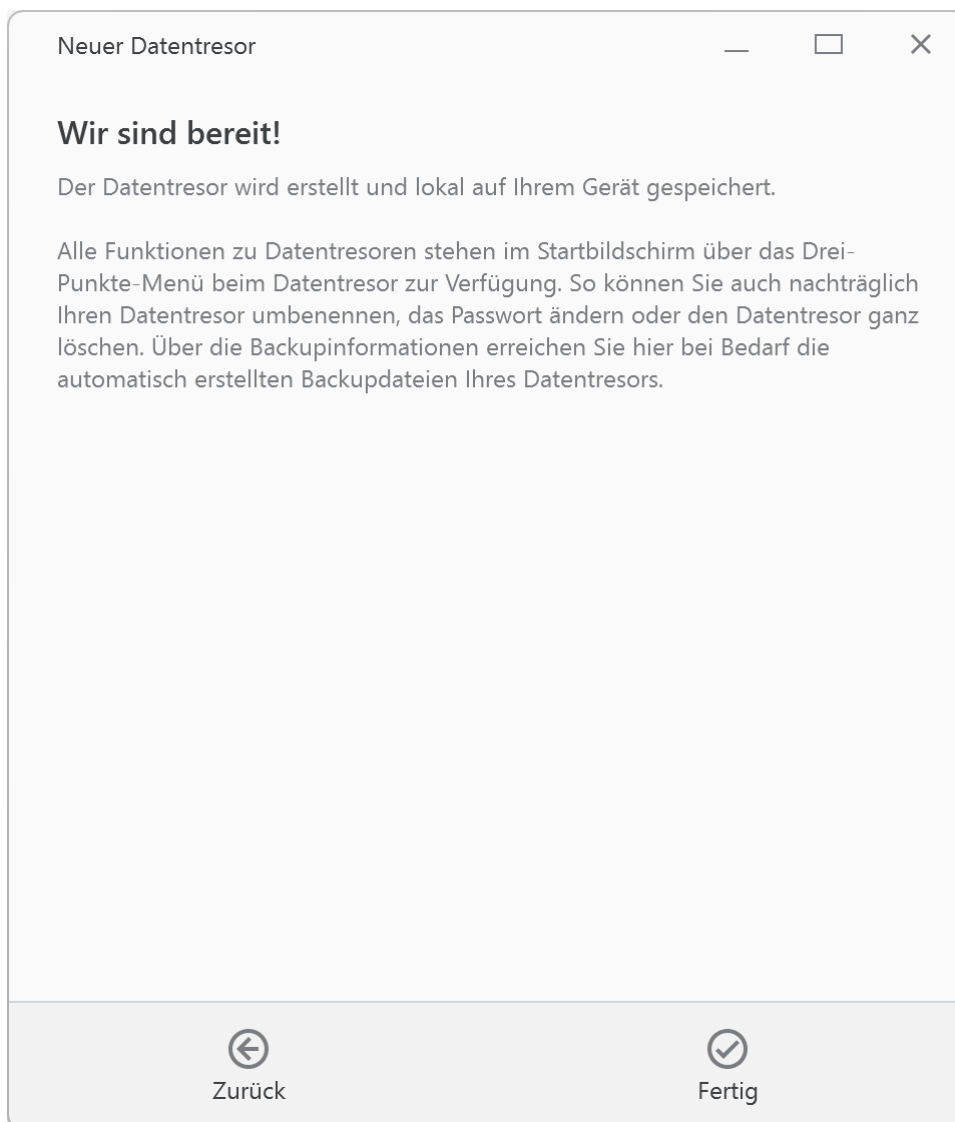 Neuer Datentresor
Wir sind bereit!
Der Datentresor wird erstellt und lokal auf Ihrem Gerät gespeichert.
Alle Funktionen zu Datentresoren stehen im Startbildschirm über das Drei-
Punkte-Menü beim Datentresor zur Verfügung. So können Sie auch nachträglich
Ihren Datentresor umbenennen, das Passwort ändern oder den Datentresor ganz
löschen. Über die Backupinformationen erreichen Sie hier bei Bedarf die
automatisch erstellten Backupdateien Ihres Datentresors.
Zurück
Fertig